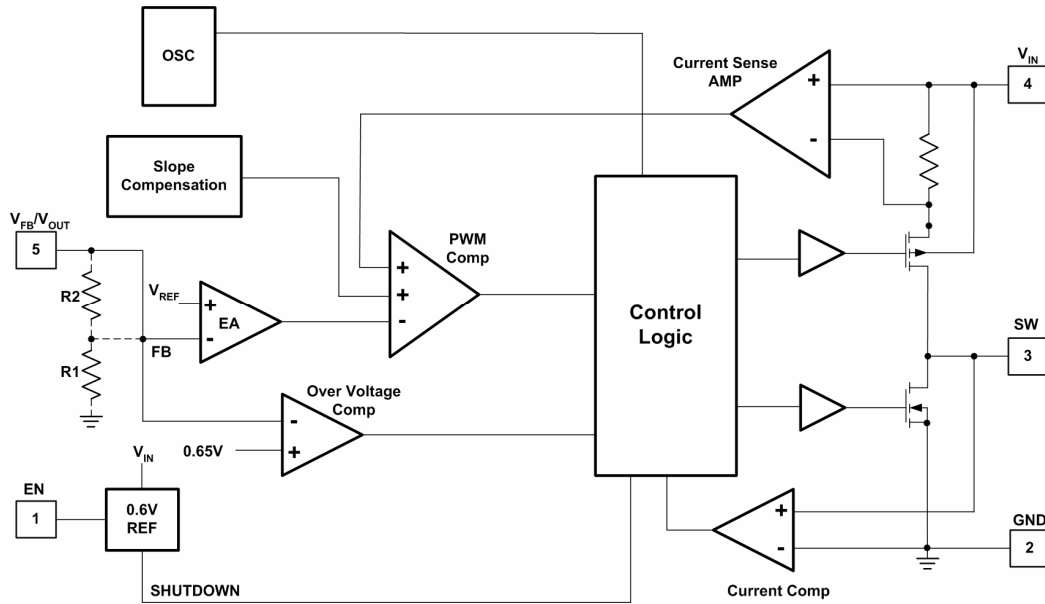 OSC
Current Sense
AMP
+
-
V_IN
4
Slope
Compensation
V_FB/V_OUT
5
PWM
Comp
+
+
-
R2
V_REF
+
EA
-
FB
R1
Control
Logic
SW
3
Over Voltage
Comp
-
+
0.65V
V_IN
EN
1
0.6V
REF
+
-
GND
2
SHUTDOWN
Current Comp